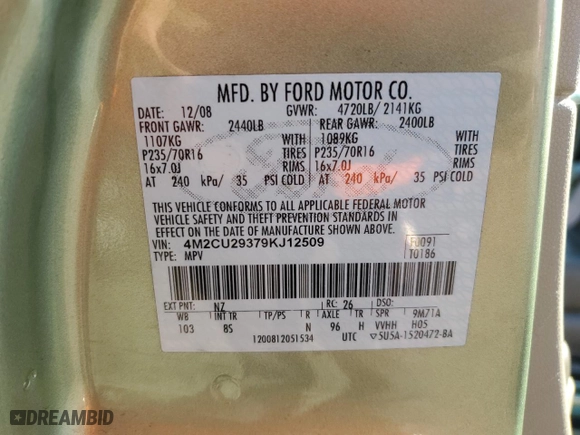 MFD. BY FORD MOTOR CO.
DATE: 12/08 GVWR: 4720LB/ 2141KG
FRONT GAWR: 2440LB REAR GAWR: 2400LB
1107KG WITH 1089KG WITH
P235/70R16 TIRES P235/70R16 TIRES
16x7.0J RIMS 16x7.0J RIMS
AT 240 kPa/ 35 PSI COLD AT 240 kPa/ 35 PSI COLD
THIS VEHICLE CONFORMS TO ALL APPLICABLE FEDERAL MOTOR
VEHICLE SAFETY AND THEFT PREVENTION STANDARDS IN
EFFECT ON THE DATE OF MANUFACTURE SHOWN ABOVE.
VIN: 4M2CU29379KJ12509 F0091
TYPE: MPV T0186
EXT PNT: NZ RC: 26 DSO:
WB INT TR TP/PS R AXLE TR SPR 9M71A
103 BS N 96 H VVHH H05
1200812051534 UTC 5U5A-1520472-BA
DREAMBID